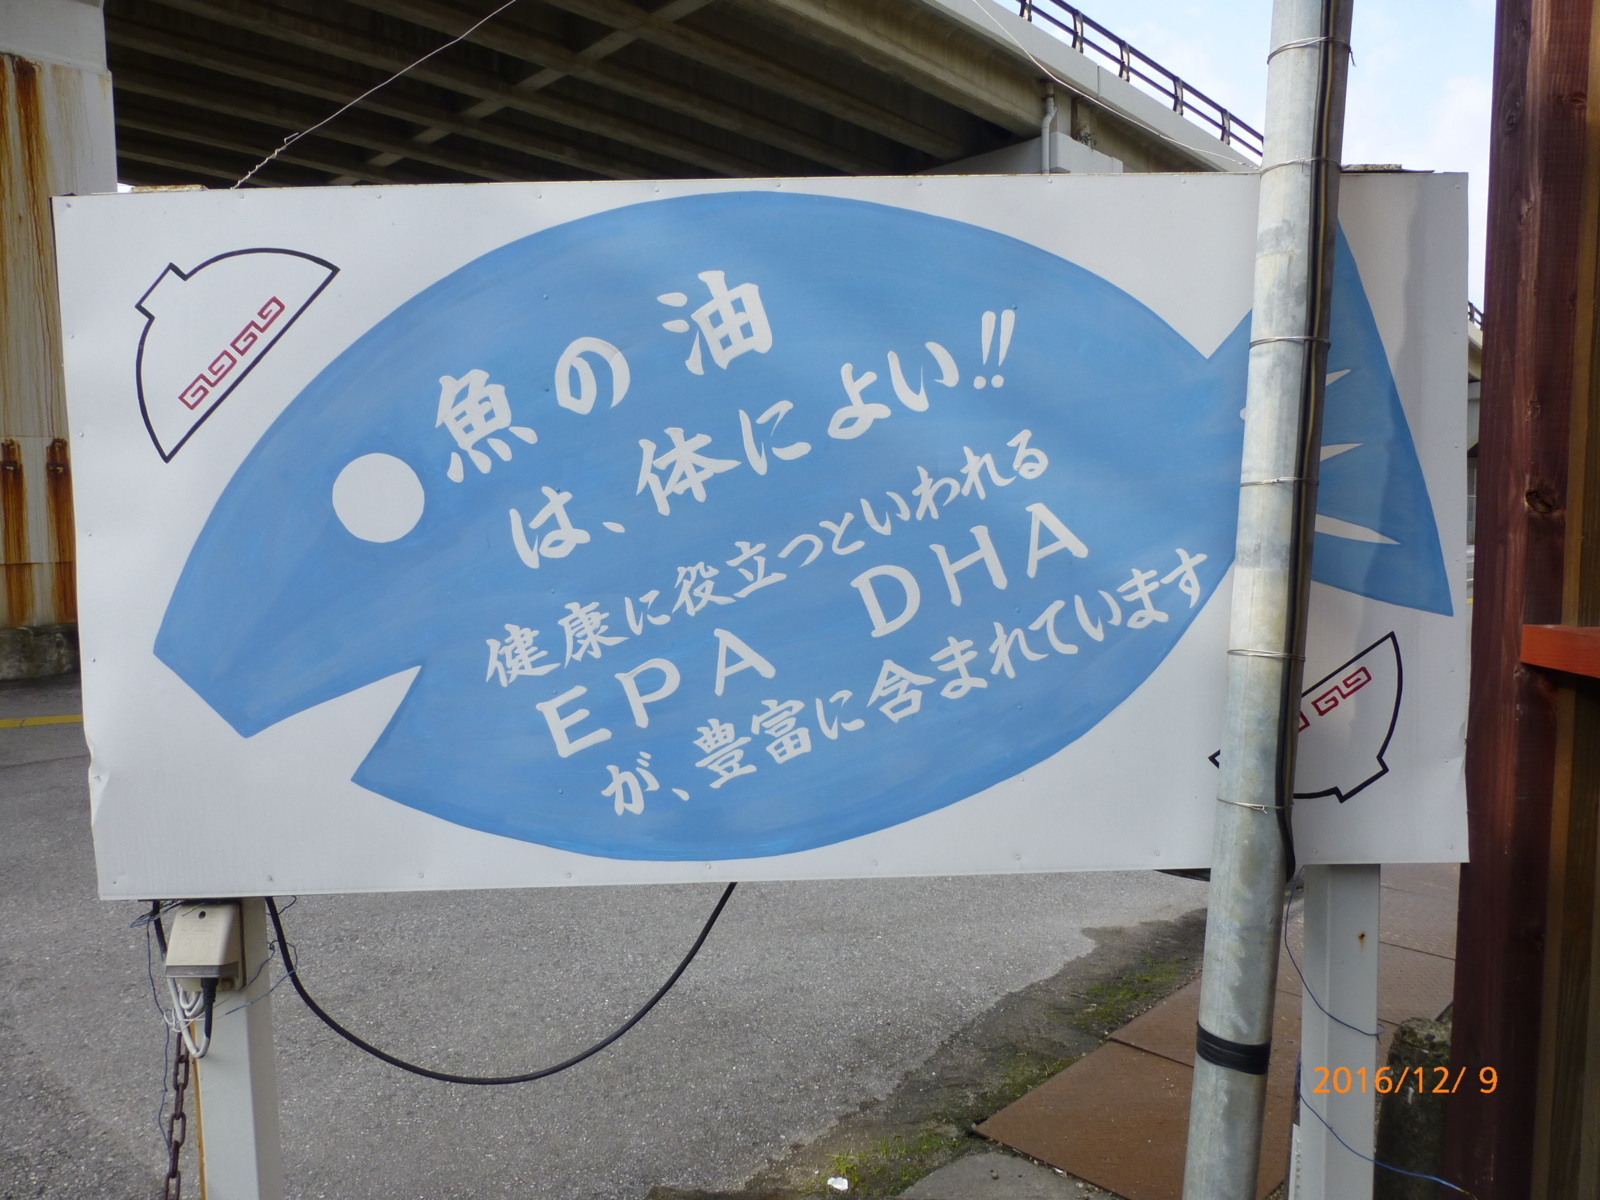 魚の油
は、体によい!!
健康に役立つといわれる
EPA DHA
が、豊富に含まれています
2016/12/ 9